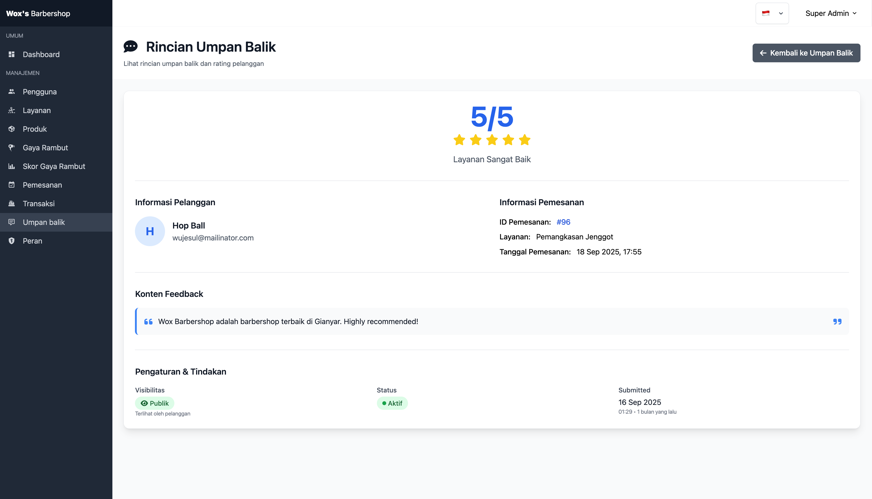 Wox's Barbershop
Super Admin
UMUM
Dashboard
MANAJEMEN
Pengguna
Layanan
Produk
Gaya Rambut
Skor Gaya Rambut
Pemesanan
Transaksi
Umpan balik
Peran
Rincian Umpan Balik
Lihat rincian umpan balik dan rating pelanggan
Kembali ke Umpan Balik
5/5
Layanan Sangat Baik
Informasi Pelanggan
H
Hop Ball
wujesul@mailinator.com
Informasi Pemesanan
ID Pemesanan: #96
Layanan: Pemangkasan Jenggot
Tanggal Pemesanan: 18 Sep 2025, 17:55
Konten Feedback
Wox Barbershop adalah barbershop terbaik di Gianyar. Highly recommended!
Pengaturan & Tindakan
Visibilitas
Publik
Terlihat oleh pelanggan
Status
Aktif
Submitted
16 Sep 2025
01:29 • 1 bulan yang lalu